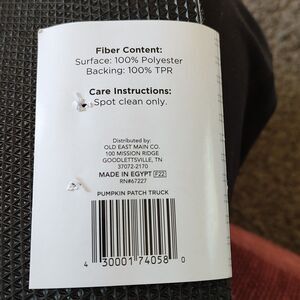 Fiber Content:
Surface: 100% Polyester
Backing: 100% TPR
Care Instructions:
Spot clean only.
Distributed by:
OLD EAST MAIN CO.
100 MISSION RIDGE
GOODLETTSVILLE, TN
37072-2170
MADE IN EGYPT F22
RN#67227
PUMPKIN PATCH TRUCK
4 30001 74058 0